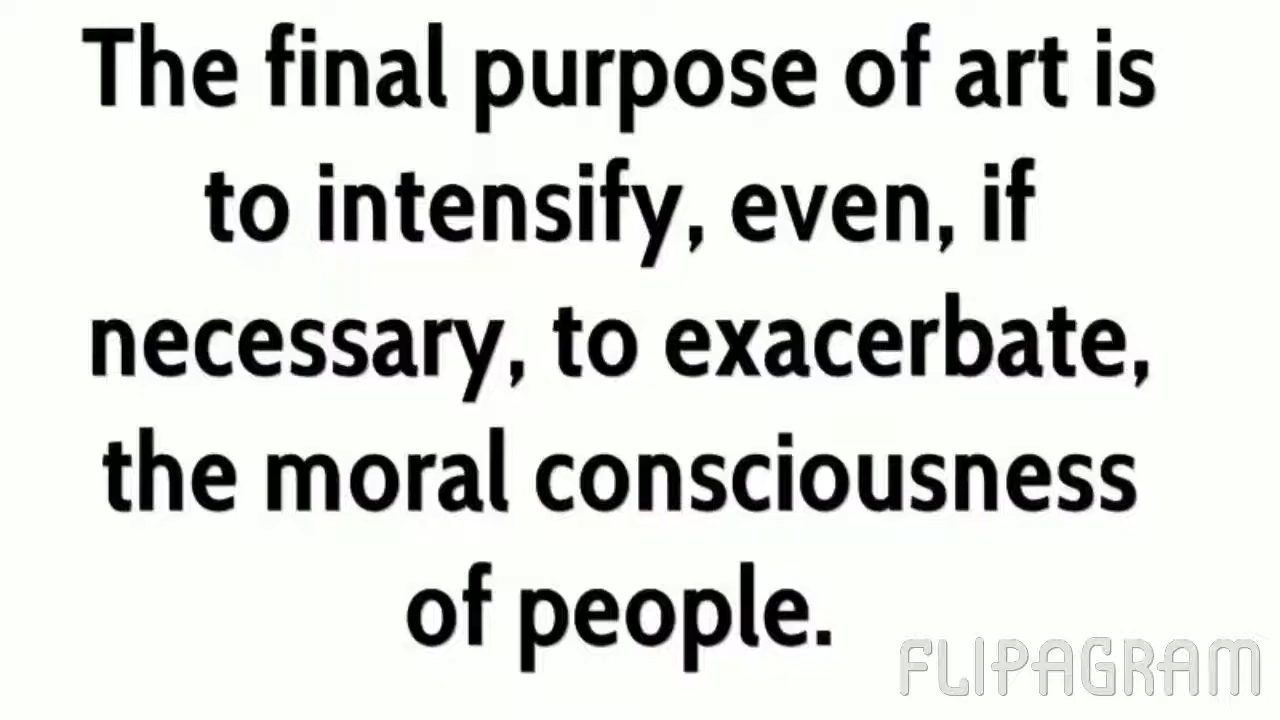 The final purpose of art is
to intensify, even, if
necessary, to exacerbate,
the moral consciousness
of people.
FLIPAGRAM